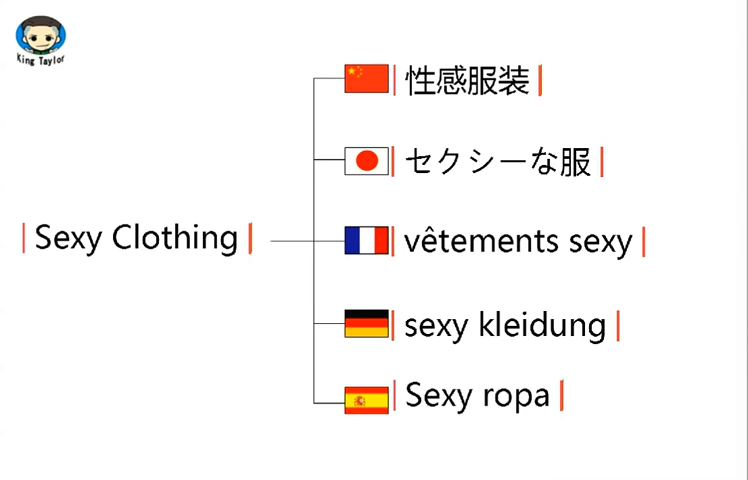 King Taylor
性感服装
セクシーな服
Sexy Clothing
vêtements sexy
sexy kleidung
Sexy ropa